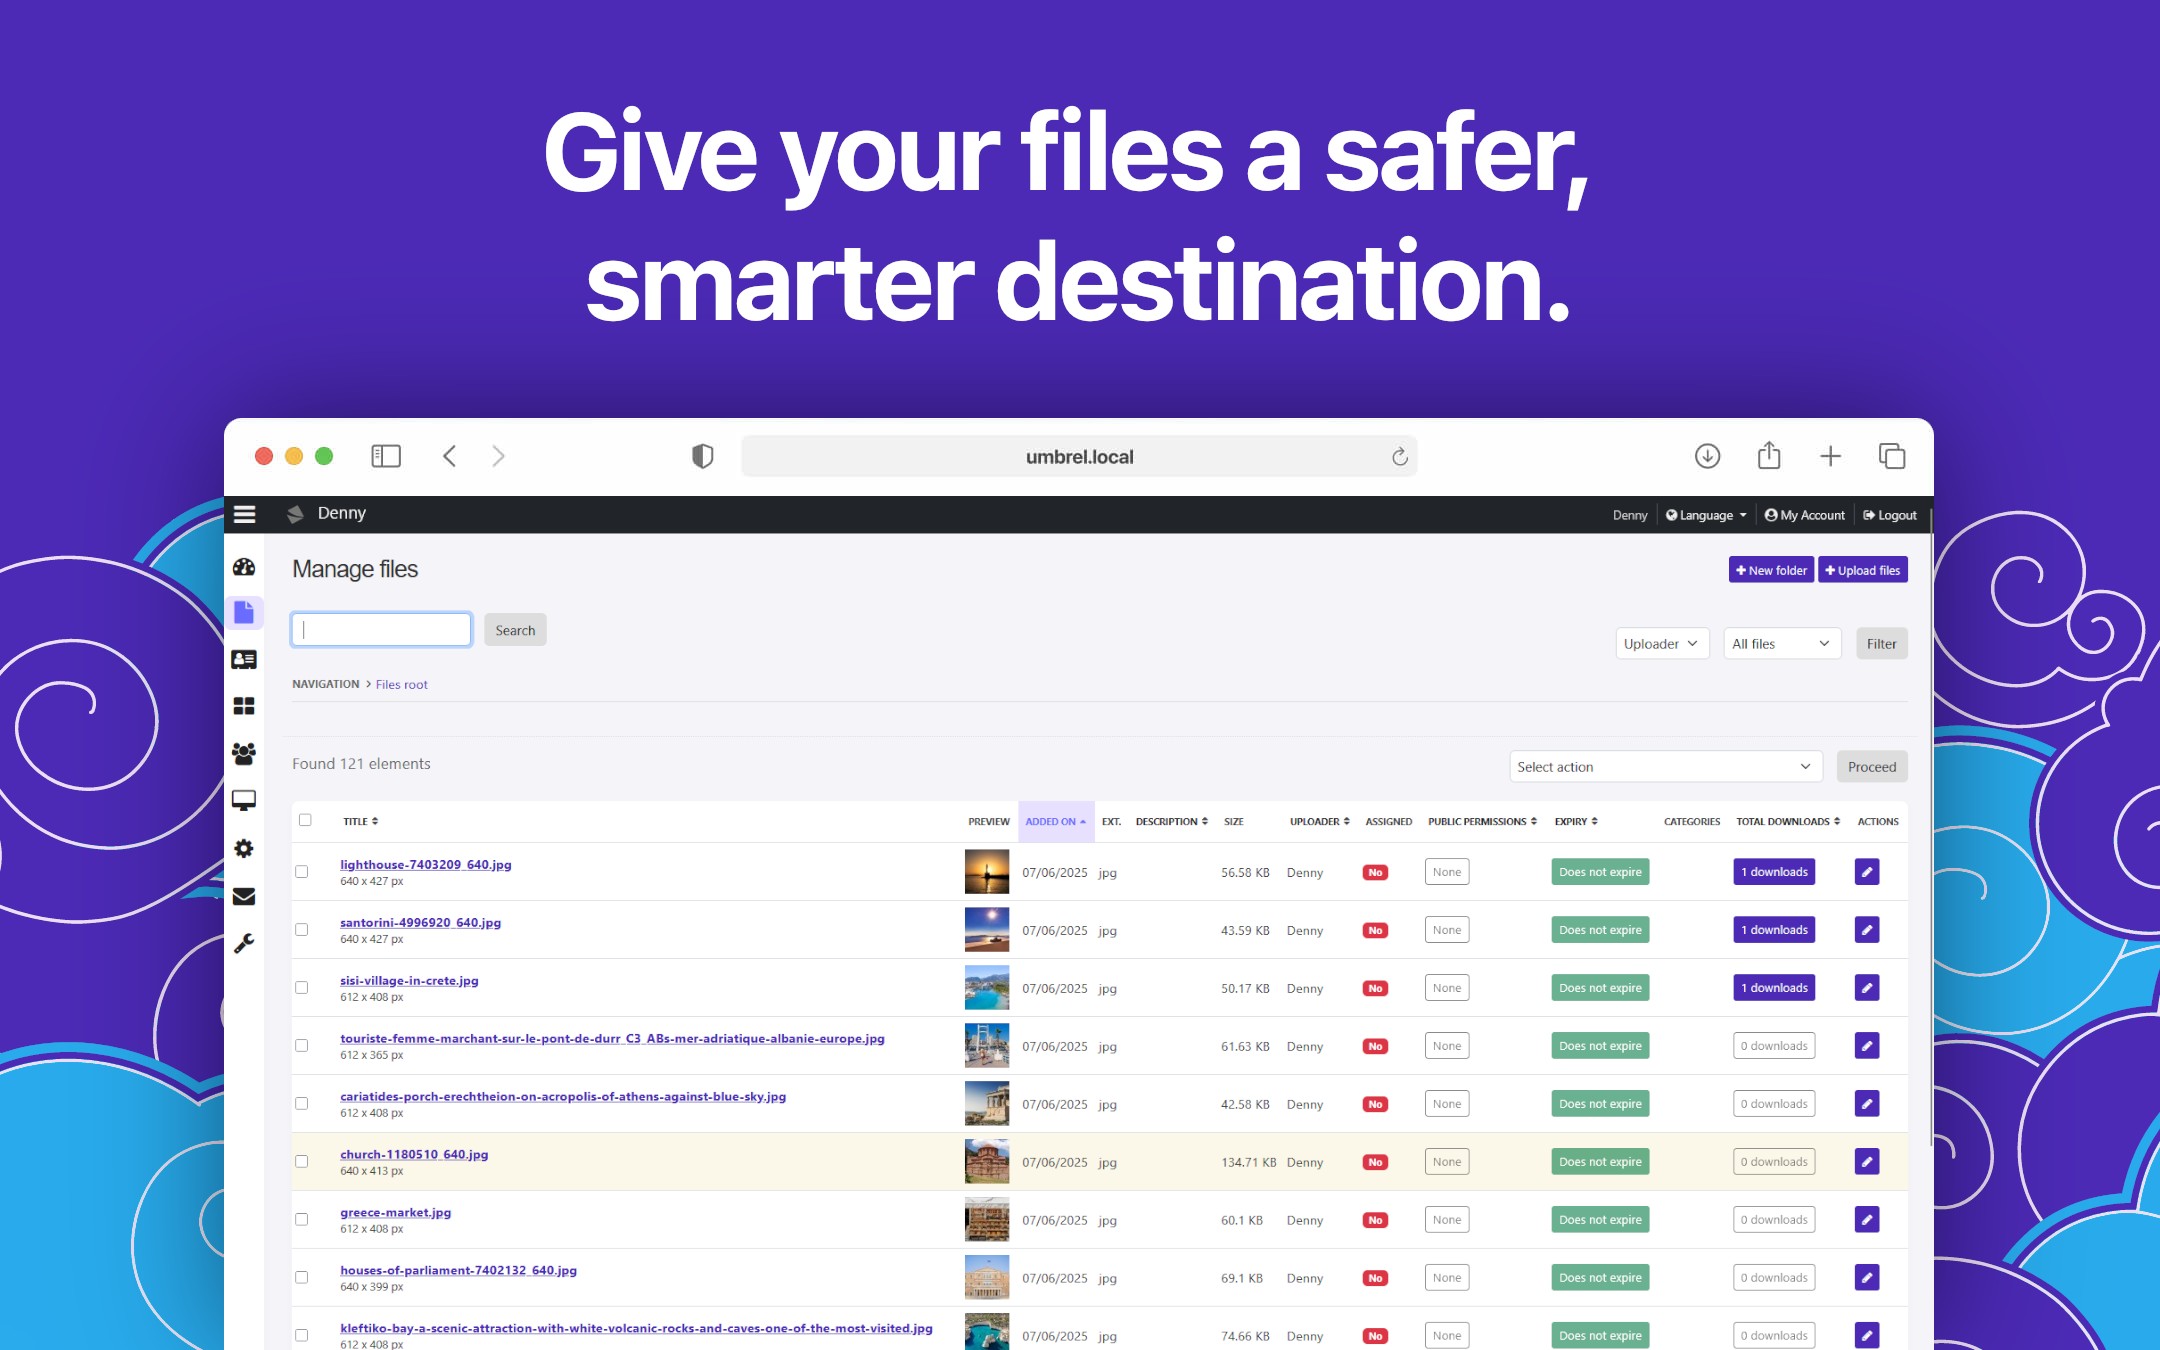 Give your files a safer,
smarter destination.
umbrel.local
Denny
Denny Language My Account Logout
Manage files
New folder Upload files
Search
Uploader All files Filter
NAVIGATION > Files root
Found 121 elements
Select action Proceed
TITLE PREVIEW ADDED ON EXT. DESCRIPTION SIZE UPLOADER ASSIGNED PUBLIC PERMISSIONS EXPIRY CATEGORIES TOTAL DOWNLOADS ACTIONS
lighthouse-7403209_640.jpg
640 x 427 px
07/06/2025 jpg 56.58 KB Denny No None Does not expire 1 downloads
santorini-4996920_640.jpg
640 x 427 px
07/06/2025 jpg 43.59 KB Denny No None Does not expire 1 downloads
sisi-village-in-crete.jpg
612 x 408 px
07/06/2025 jpg 50.17 KB Denny No None Does not expire 1 downloads
touriste-femme-marchant-sur-le-pont-de-durr_C3_ABs-mer-adriatique-albanie-europe.jpg
612 x 365 px
07/06/2025 jpg 61.63 KB Denny No None Does not expire 0 downloads
cariatides-porch-erechtheion-on-acropolis-of-athens-against-blue-sky.jpg
612 x 408 px
07/06/2025 jpg 42.58 KB Denny No None Does not expire 0 downloads
church-1180510_640.jpg
640 x 413 px
07/06/2025 jpg 134.71 KB Denny No None Does not expire 0 downloads
greece-market.jpg
612 x 408 px
07/06/2025 jpg 60.1 KB Denny No None Does not expire 0 downloads
houses-of-parliament-7402132_640.jpg
640 x 399 px
07/06/2025 jpg 69.1 KB Denny No None Does not expire 0 downloads
kleftiko-bay-a-scenic-attraction-with-white-volcanic-rocks-and-caves-one-of-the-most-visited.jpg
612 x 408 px
07/06/2025 jpg 74.66 KB Denny No None Does not expire 0 downloads